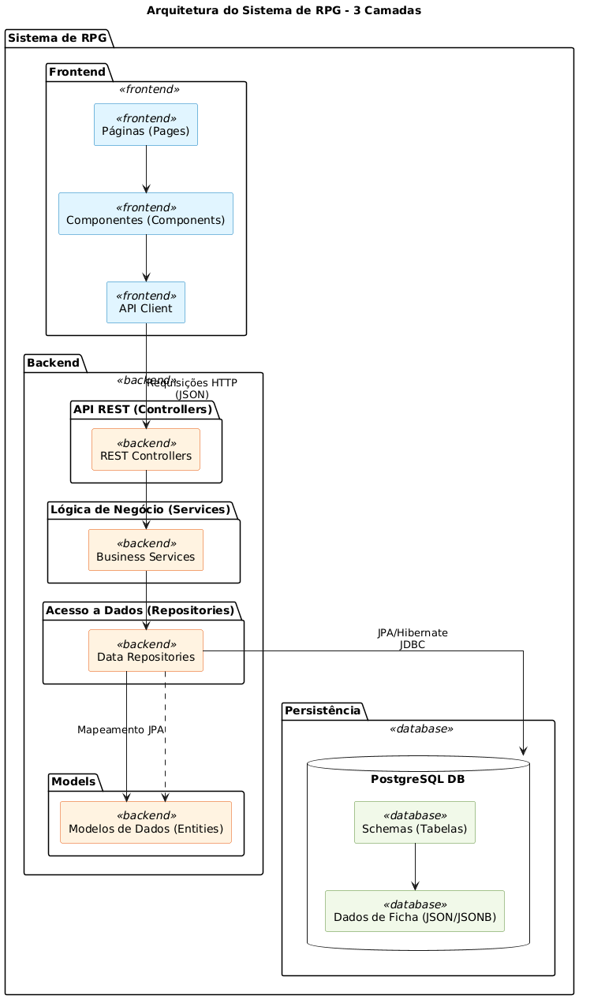 Arquitetura do Sistema de RPG - 3 Camadas
Sistema de RPG
Frontend
«frontend»
«frontend»
Páginas (Pages)
«frontend»
Componentes (Components)
«frontend»
API Client
Backend
«backend»
Requisições HTTP
(JSON)
API REST (Controllers)
«backend»
REST Controllers
Lógica de Negócio (Services)
«backend»
Business Services
Acesso a Dados (Repositories)
«backend»
Data Repositories
JPA/Hibernate
JDBC
Mapeamento JPA
Models
«backend»
Modelos de Dados (Entities)
Persistência
«database»
PostgreSQL DB
«database»
Schemas (Tabelas)
«database»
Dados de Ficha (JSON/JSONB)